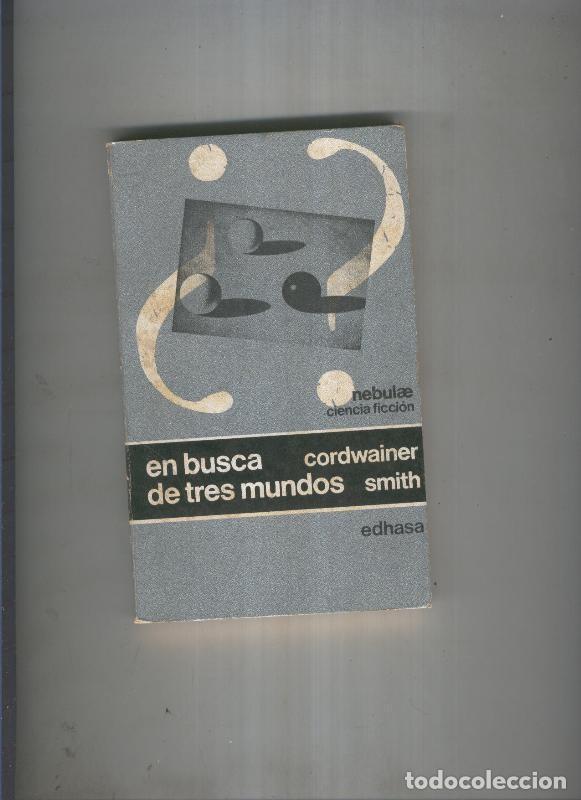 ¿?
nebulæ
ciencia ficción
en busca cordwainer
de tres mundos smith
edhasa
todocoleccion